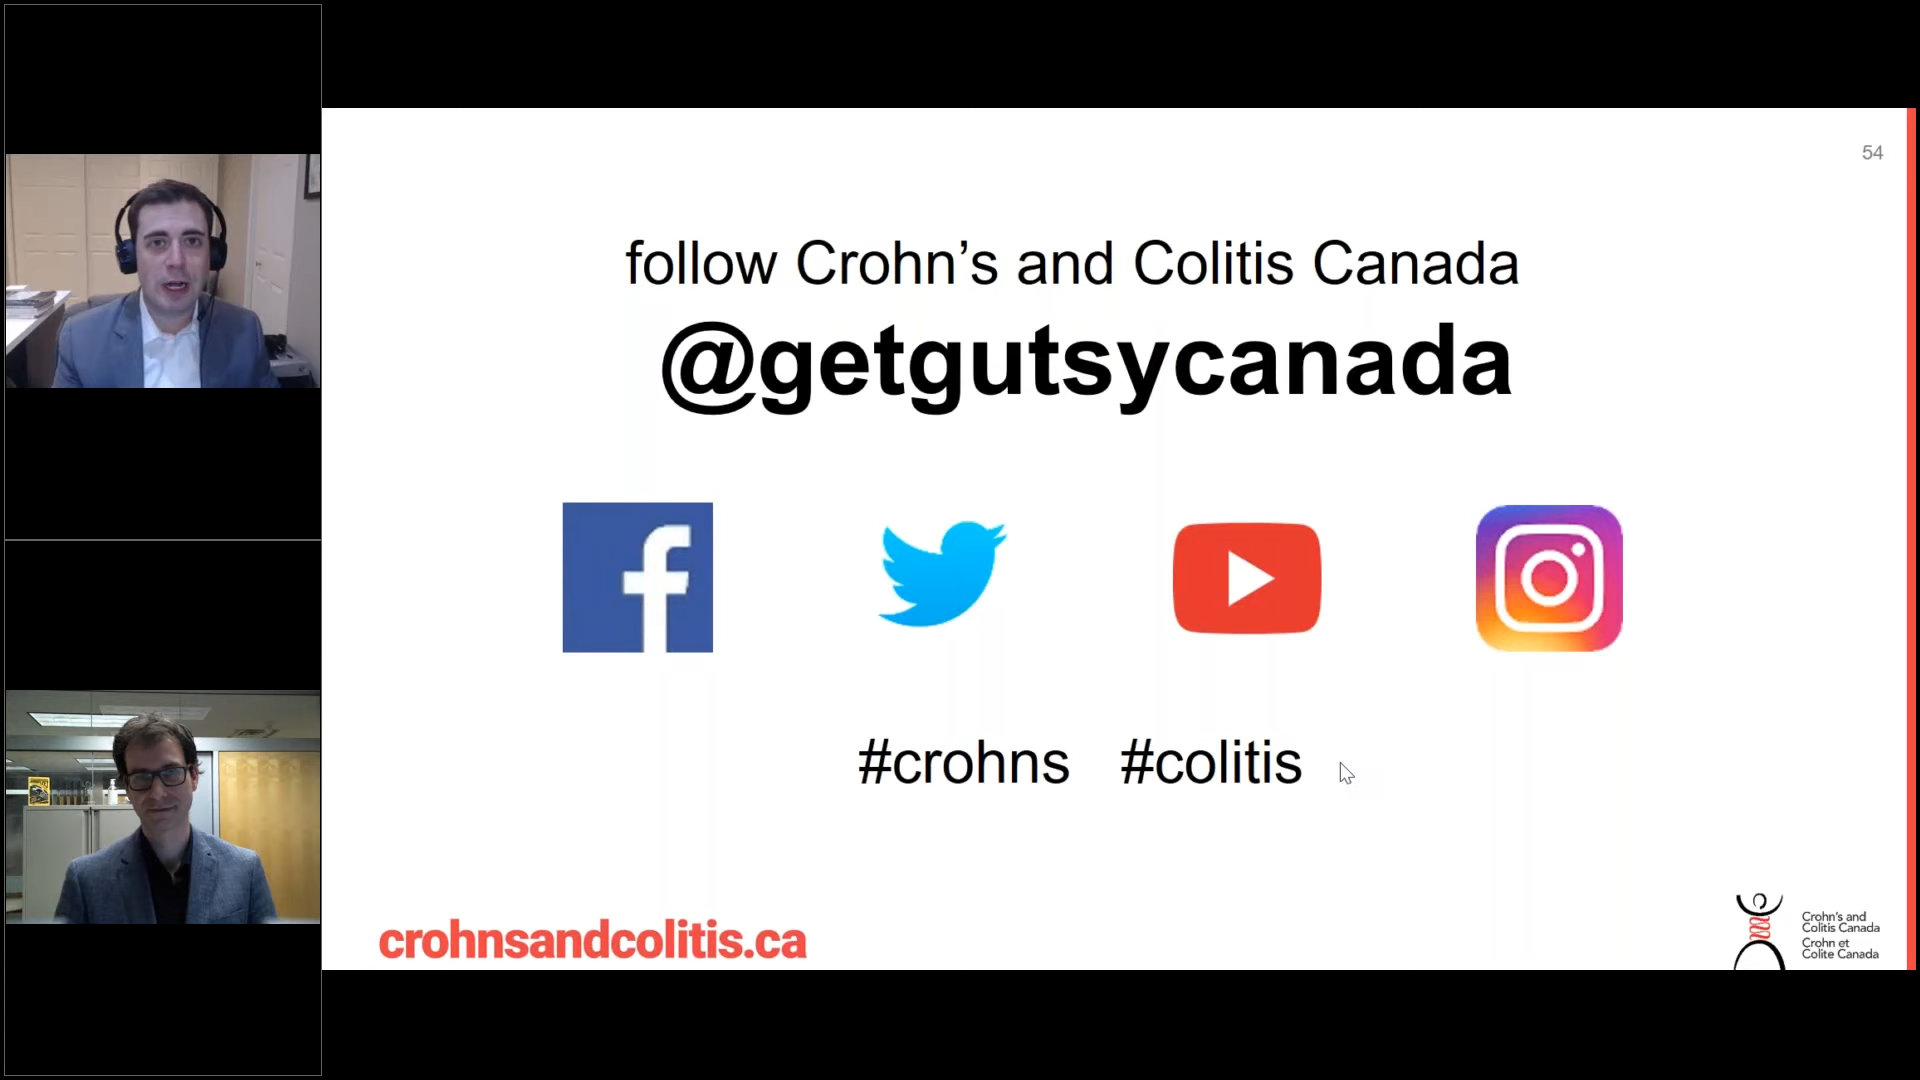 54
follow Crohn’s and Colitis Canada
@getgutsycanada
#crohns #colitis
crohnsandcolitis.ca
Crohn's and
Colitis Canada
Crohn et
Colite Canada